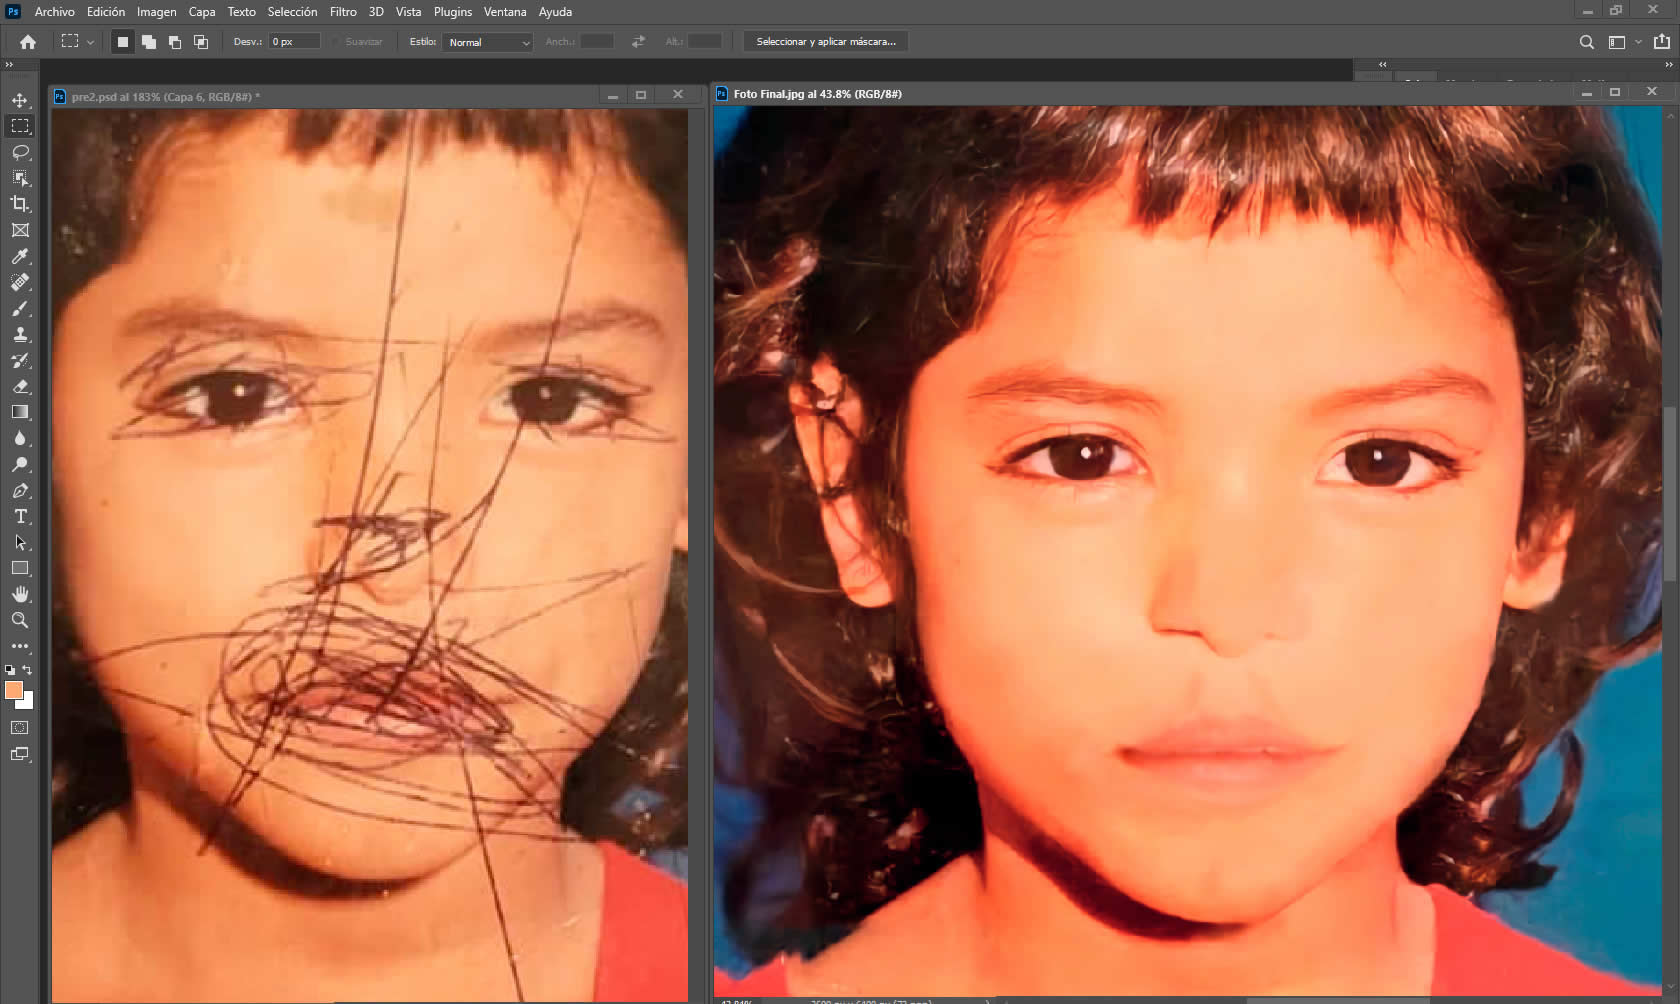 Ps Archivo Edición Imagen Capa Texto Selección Filtro 3D Vista Plugins Ventana Ayuda
Desv.: 0 px Suavizar Estilo: Normal Anch.: Alt.: Seleccionar y aplicar máscara...
Ps pre2.psd al 183% (Capa 6, RGB/8#) *
Ps Foto Final.jpg al 43.8% (RGB/8#)